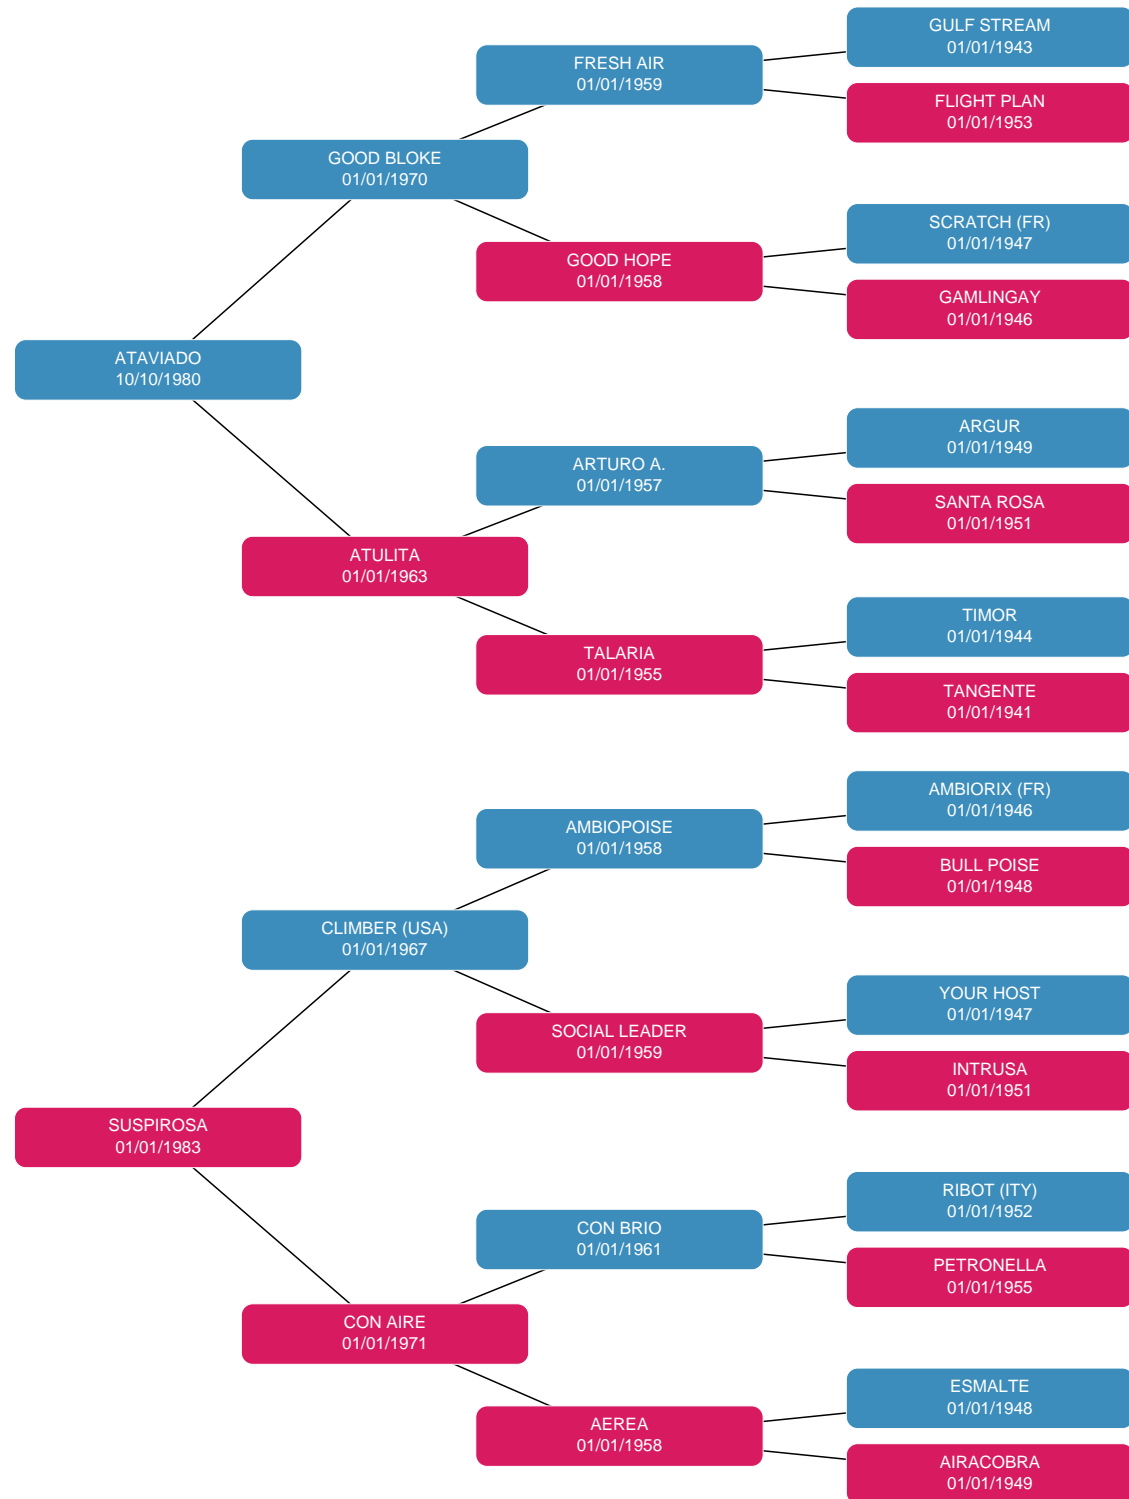 GULF STREAM
01/01/1943
FRESH AIR
01/01/1959
FLIGHT PLAN
01/01/1953
GOOD BLOKE
01/01/1970
SCRATCH (FR)
01/01/1947
GOOD HOPE
01/01/1958
GAMLINGAY
01/01/1946
ATAVIADO
10/10/1980
ARGUR
01/01/1949
ARTURO A.
01/01/1957
SANTA ROSA
01/01/1951
ATULITA
01/01/1963
TIMOR
01/01/1944
TALARIA
01/01/1955
TANGENTE
01/01/1941
AMBIORIX (FR)
01/01/1946
AMBIOPOISE
01/01/1958
BULL POISE
01/01/1948
CLIMBER (USA)
01/01/1967
YOUR HOST
01/01/1947
SOCIAL LEADER
01/01/1959
INTRUSA
01/01/1951
SUSPIROSA
01/01/1983
RIBOT (ITY)
01/01/1952
CON BRIO
01/01/1961
PETRONELLA
01/01/1955
CON AIRE
01/01/1971
ESMALTE
01/01/1948
AEREA
01/01/1958
AIRACOBRA
01/01/1949